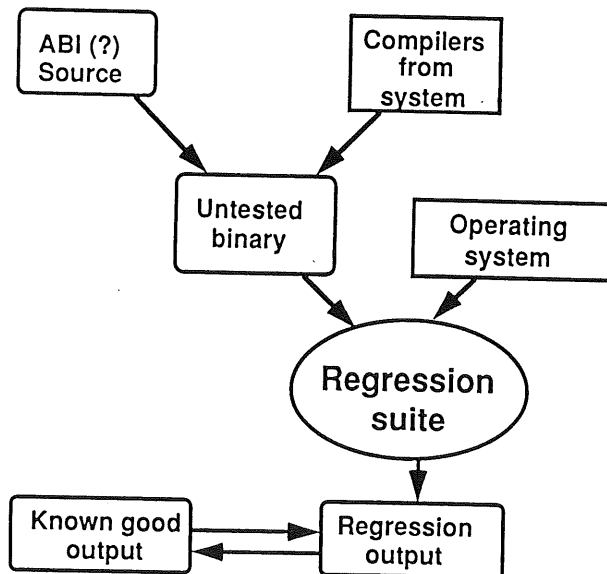 ABI (?)
Source
Compilers
from
system
Untested
binary
Operating
system
Regression
suite
Known good
output
Regression
output